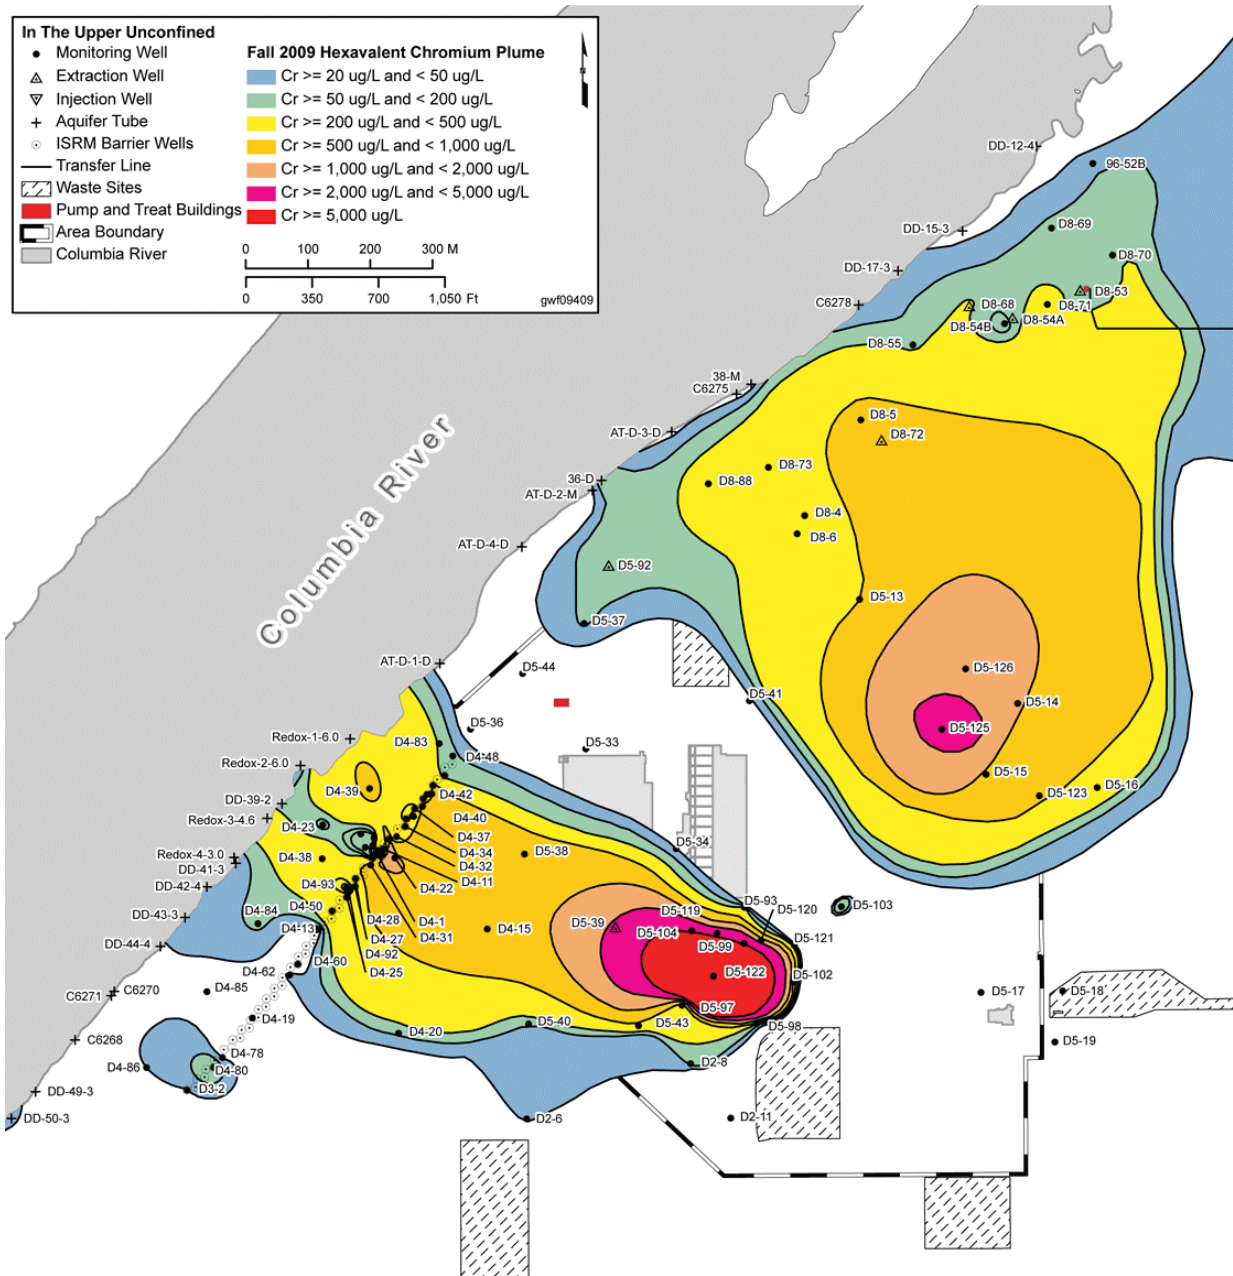 In The Upper Unconfined
Monitoring Well
Extraction Well
Injection Well
Aquifer Tube
ISRM Barrier Wells
Transfer Line
Waste Sites
Pump and Treat Buildings
Area Boundary
Columbia River
Fall 2009 Hexavalent Chromium Plume
Cr >= 20 ug/L and < 50 ug/L
Cr >= 50 ug/L and < 200 ug/L
Cr >= 200 ug/L and < 500 ug/L
Cr >= 500 ug/L and < 1,000 ug/L
Cr >= 1,000 ug/L and < 2,000 ug/L
Cr >= 2,000 ug/L and < 5,000 ug/L
Cr >= 5,000 ug/L
0 100 200 300 M
0 350 700 1,050 Ft
gwf09409
N
DD-12-4
96-52B
DD-15-3
D8-69
D8-70
DD-17-3
D8-53
C6278
D8-68
D8-71
D8-54B
D8-54A
D8-55
38-M
C6275
D8-5
AT-D-3-D
D8-72
D8-73
36-D
D8-88
AT-D-2-M
D8-4
D8-6
AT-D-4-D
D5-92
D5-13
D5-37
Columbia River
AT-D-1-D
D5-44
D5-126
D5-41
D5-14
D5-36
D5-125
Redox-1-6.0
D4-83
D5-33
D4-48
Redox-2-6.0
D5-15
D4-39
D5-16
D4-42
D5-123
DD-39-2
D4-40
Redox-3-4.6
D4-23
D4-37
D5-34
D4-34
D5-38
Redox-4-3.0
D4-38
D4-32
DD-41-3
D4-11
DD-42-4
D4-93
D4-22
D5-93
D5-103
D4-50
D5-119
D5-120
DD-43-3
D4-84
D4-28
D4-1
D5-39
D4-13
D4-15
D5-104
D4-27
D4-31
D5-99
D5-121
DD-44-4
D4-92
D4-60
D4-25
D4-62
D5-122
D5-102
C6270
C6271
D4-85
D5-17
D5-18
D5-97
D4-19
D5-43
D5-98
D4-20
D5-40
C6268
D5-19
D4-78
D4-86
D4-80
D2-8
D3-2
DD-49-3
DD-50-3
D2-6
D2-11